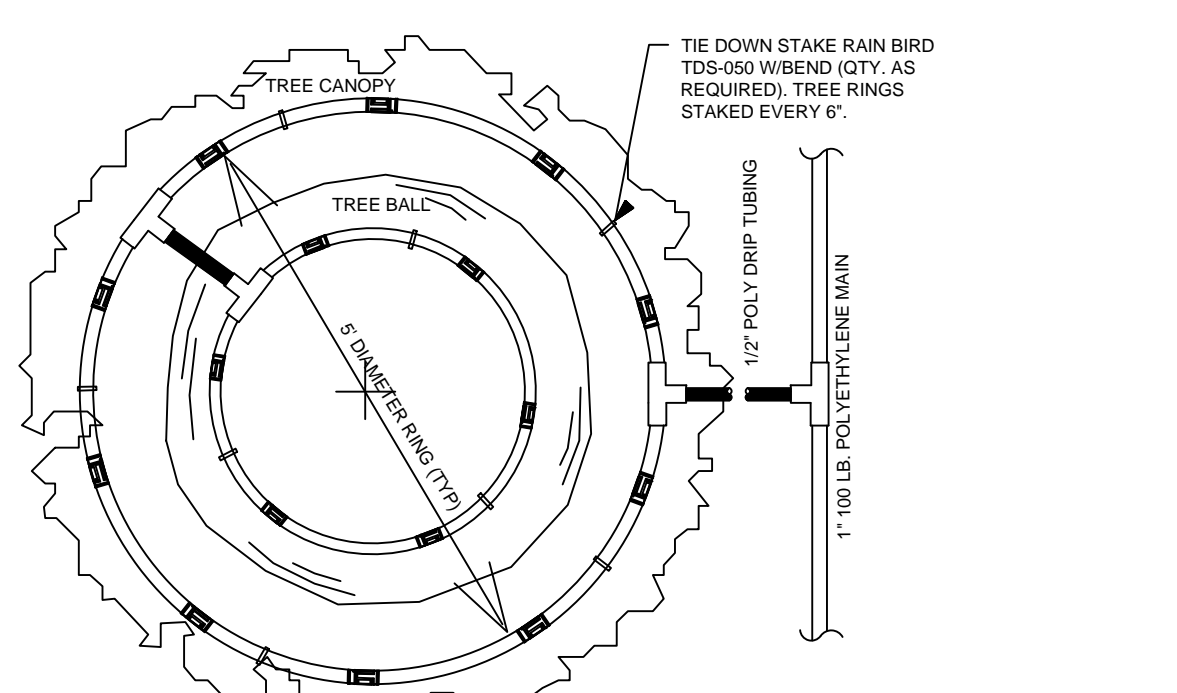 TIE DOWN STAKE RAIN BIRD
TDS-050 W/BEND (QTY. AS
REQUIRED). TREE RINGS
STAKED EVERY 6".
TREE CANOPY
TREE BALL
5' DIAMETER RING (TYP)
1/2" POLY DRIP TUBING
1" 100 LB. POLYETHYLENE MAIN